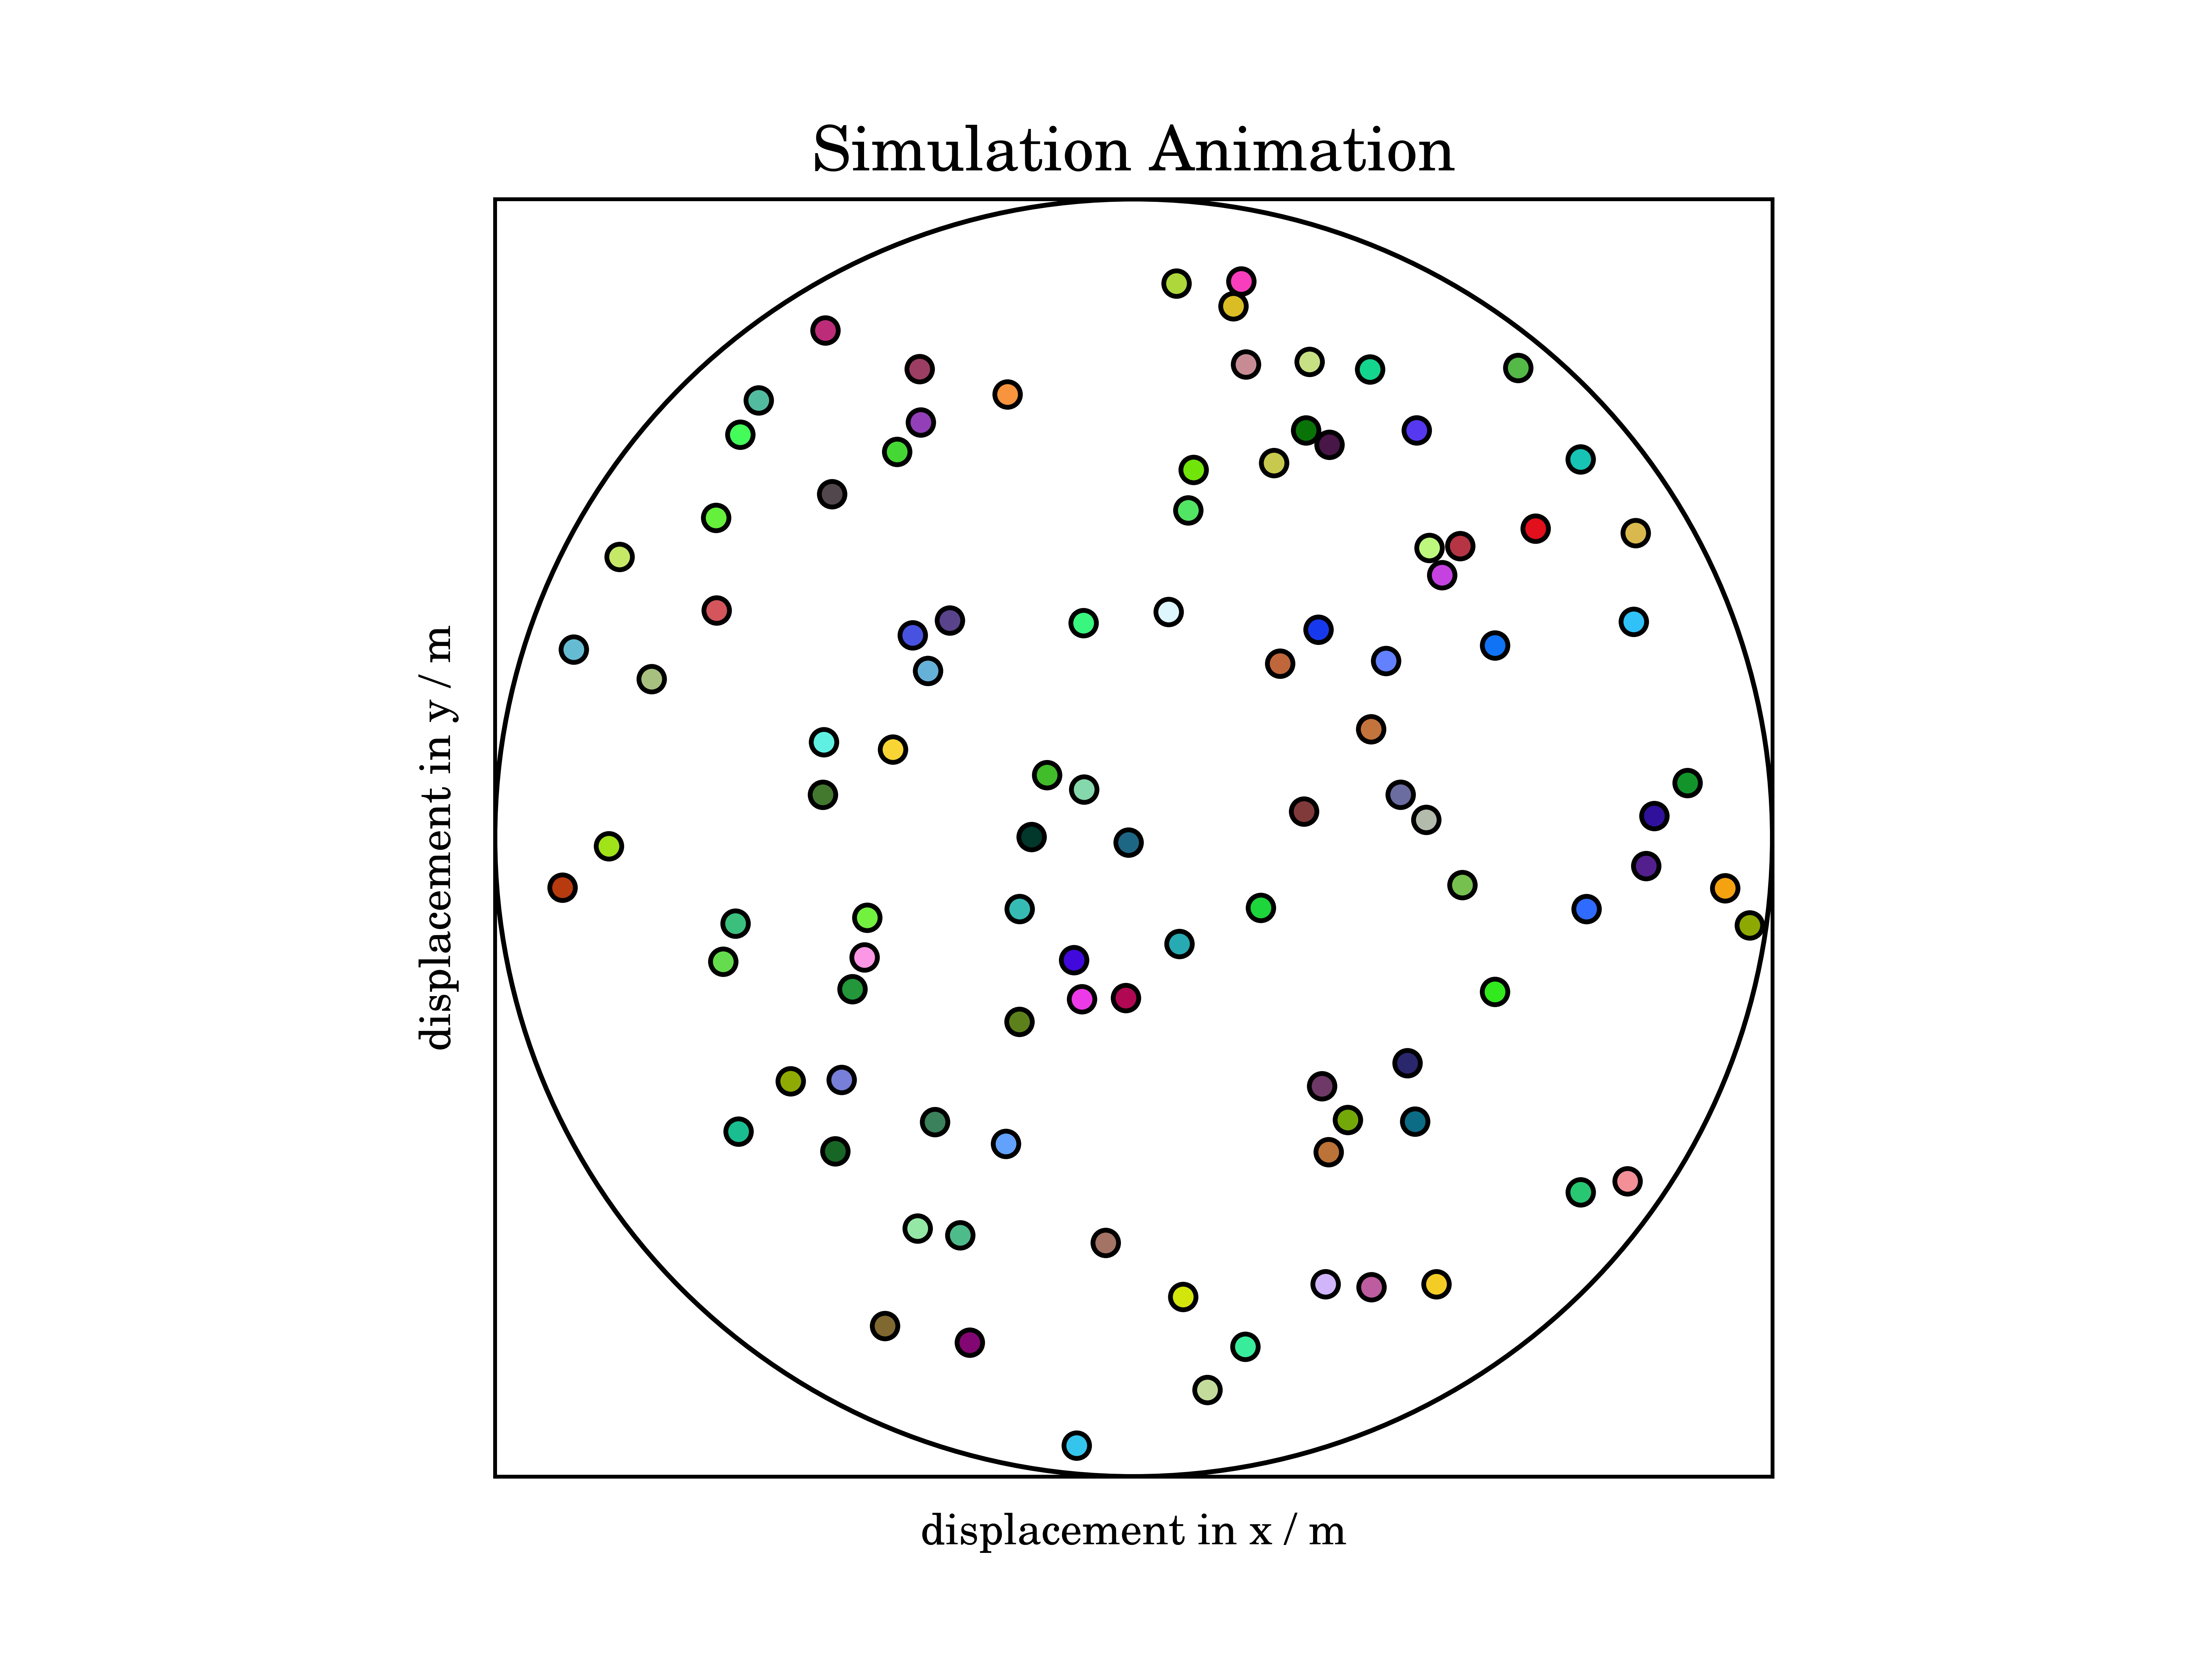 Simulation Animation
displacement in y / m
displacement in x / m